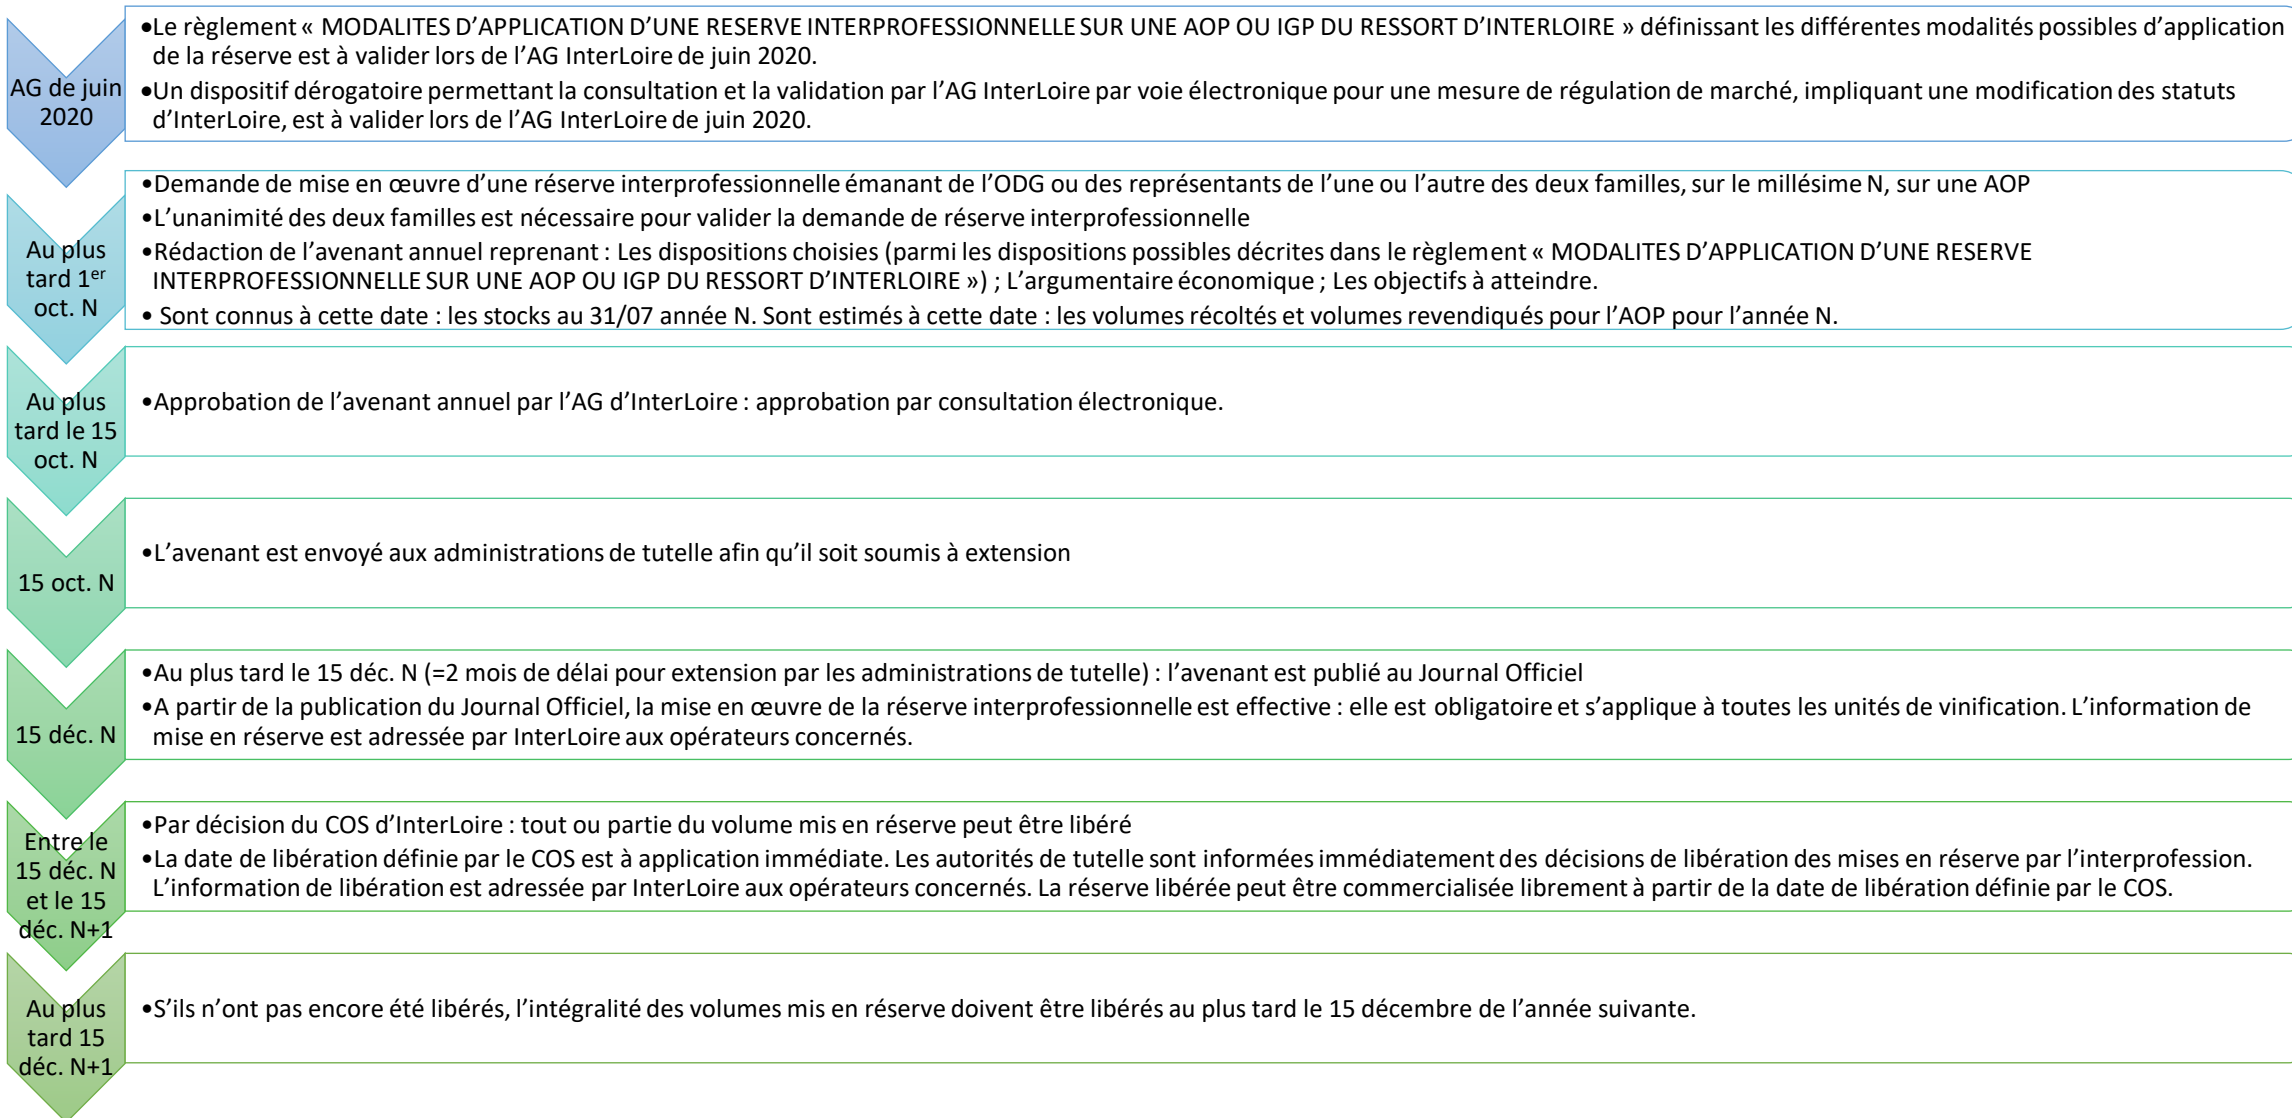 AG de juin
2020
•Le règlement « MODALITES D’APPLICATION D’UNE RESERVE INTERPROFESSIONNELLE SUR UNE AOP OU IGP DU RESSORT D’INTERLOIRE » définissant les différentes modalités possibles d’application
de la réserve est à valider lors de l’AG InterLoire de juin 2020.
•Un dispositif dérogatoire permettant la consultation et la validation par l’AG InterLoire par voie électronique pour une mesure de régulation de marché, impliquant une modification des statuts
d’InterLoire, est à valider lors de l’AG InterLoire de juin 2020.
Au plus
tard 1er
oct. N
•Demande de mise en œuvre d’une réserve interprofessionnelle émanant de l’ODG ou des représentants de l’une ou l’autre des deux familles, sur le millésime N, sur une AOP
•L’unanimité des deux familles est nécessaire pour valider la demande de réserve interprofessionnelle
•Rédaction de l’avenant annuel reprenant : Les dispositions choisies (parmi les dispositions possibles décrites dans le règlement « MODALITES D’APPLICATION D’UNE RESERVE
INTERPROFESSIONNELLE SUR UNE AOP OU IGP DU RESSORT D’INTERLOIRE ») ; L’argumentaire économique ; Les objectifs à atteindre.
• Sont connus à cette date : les stocks au 31/07 année N. Sont estimés à cette date : les volumes récoltés et volumes revendiqués pour l’AOP pour l’année N.
Au plus
tard le 15
oct. N
•Approbation de l’avenant annuel par l’AG d’InterLoire : approbation par consultation électronique.
15 oct. N
•L’avenant est envoyé aux administrations de tutelle afin qu’il soit soumis à extension
15 déc. N
•Au plus tard le 15 déc. N (=2 mois de délai pour extension par les administrations de tutelle) : l’avenant est publié au Journal Officiel
•A partir de la publication du Journal Officiel, la mise en œuvre de la réserve interprofessionnelle est effective : elle est obligatoire et s’applique à toutes les unités de vinification. L’information de
mise en réserve est adressée par InterLoire aux opérateurs concernés.
Entre le
15 déc. N
et le 15
déc. N+1
•Par décision du COS d’InterLoire : tout ou partie du volume mis en réserve peut être libéré
•La date de libération définie par le COS est à application immédiate. Les autorités de tutelle sont informées immédiatement des décisions de libération des mises en réserve par l’interprofession.
L’information de libération est adressée par InterLoire aux opérateurs concernés. La réserve libérée peut être commercialisée librement à partir de la date de libération définie par le COS.
Au plus
tard 15
déc. N+1
•S’ils n’ont pas encore été libérés, l’intégralité des volumes mis en réserve doivent être libérés au plus tard le 15 décembre de l’année suivante.